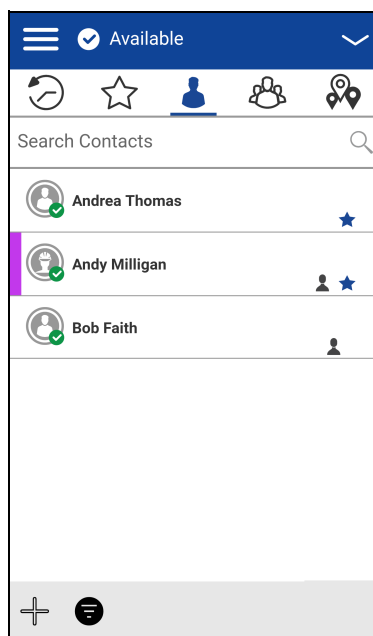 Available
Search Contacts
Andrea Thomas
Andy Milligan
Bob Faith